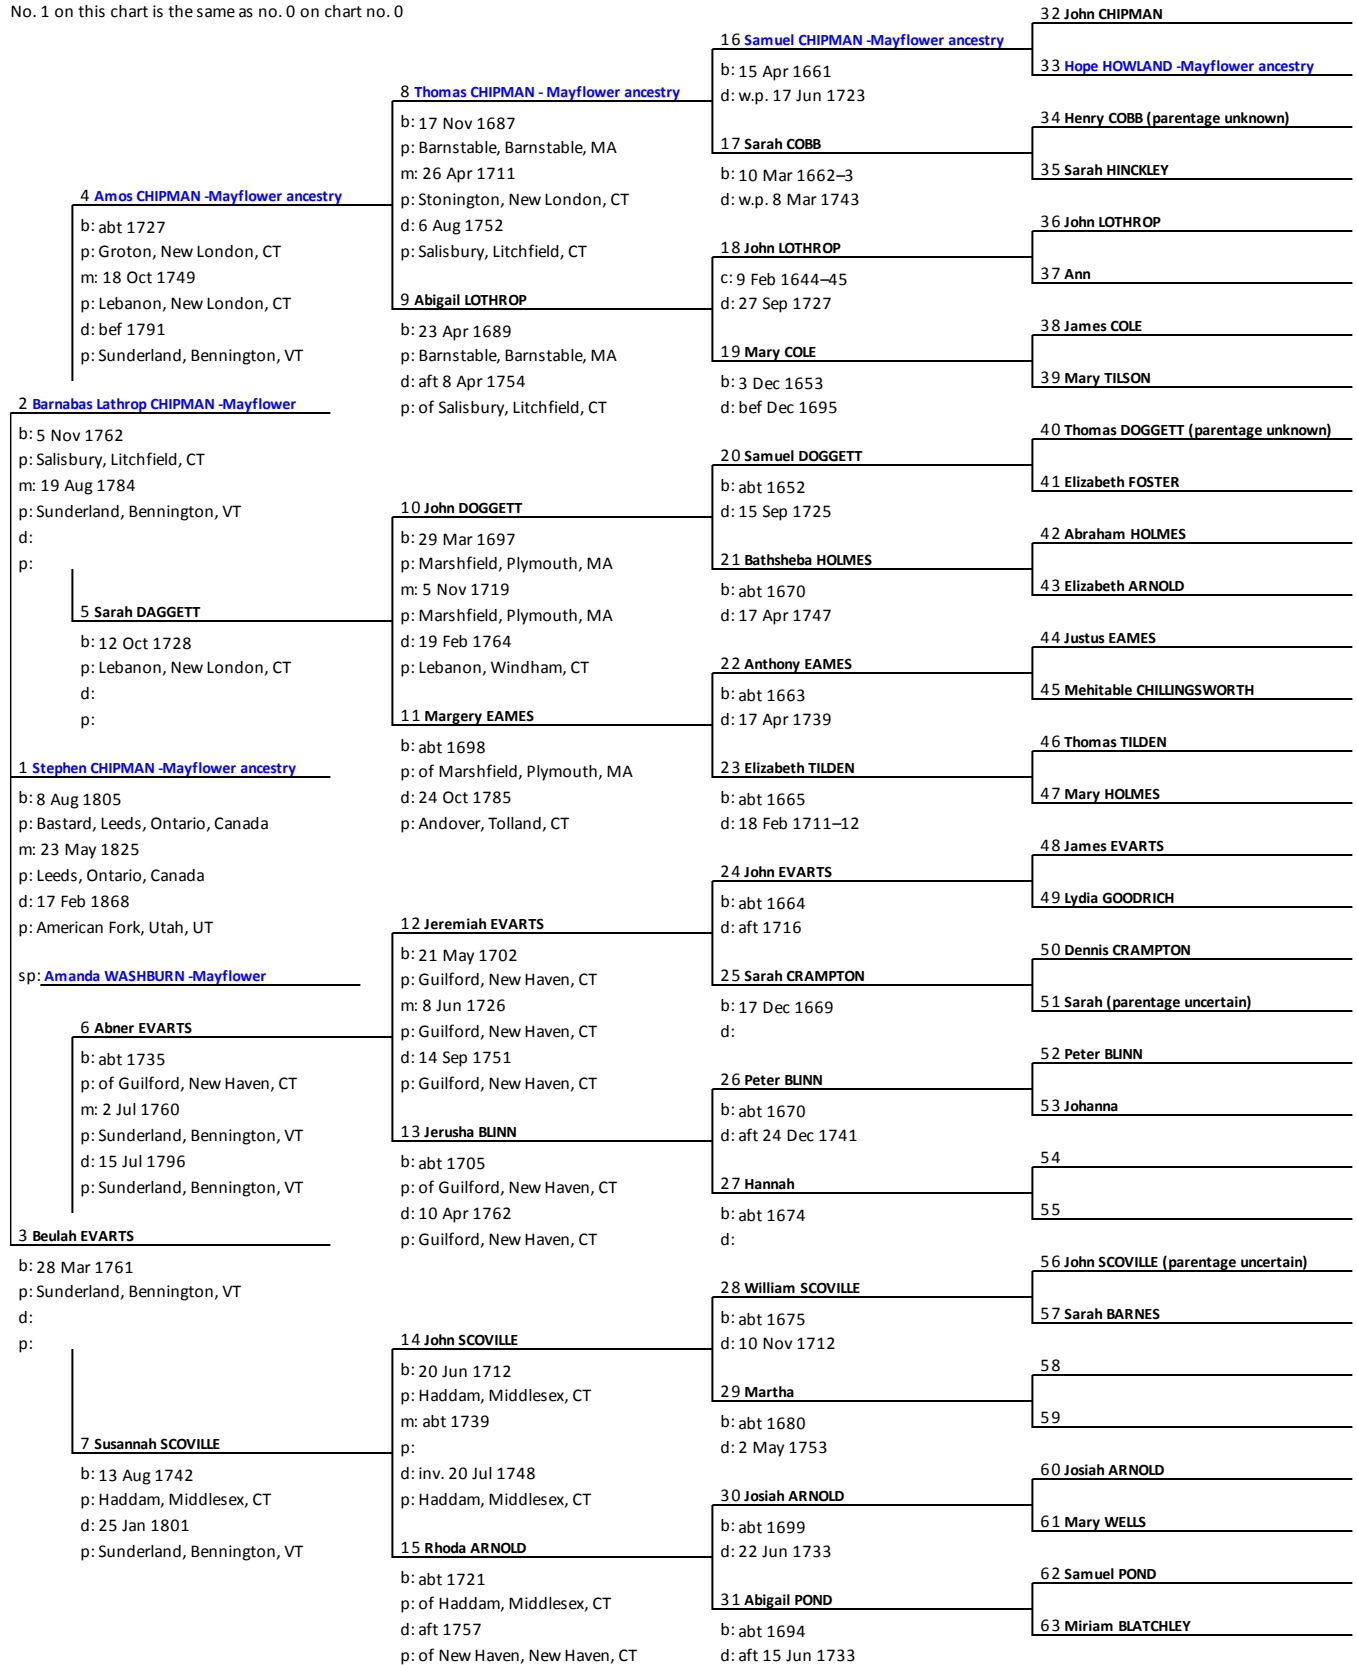 No. 1 on this chart is the same as no. 0 on chart no. 0
4 Amos CHIPMAN -Mayflower ancestry
b: abt 1727
p: Groton, New London, CT
m: 18 Oct 1749
p: Lebanon, New London, CT
d: bef 1791
p: Sunderland, Bennington, VT
2 Barnabas Lathrop CHIPMAN -Mayflower
b: 5 Nov 1762
p: Salisbury, Litchfield, CT
m: 19 Aug 1784
p: Sunderland, Bennington, VT
d:
p:
5 Sarah DAGGETT
b: 12 Oct 1728
p: Lebanon, New London, CT
d:
p:
1 Stephen CHIPMAN -Mayflower ancestry
b: 8 Aug 1805
p: Bastard, Leeds, Ontario, Canada
m: 23 May 1825
p: Leeds, Ontario, Canada
d: 17 Feb 1868
p: American Fork, Utah, UT
sp: Amanda WASHBURN -Mayflower
6 Abner EVARTS
b: abt 1735
p: of Guilford, New Haven, CT
m: 2 Jul 1760
p: Sunderland, Bennington, VT
d: 15 Jul 1796
p: Sunderland, Bennington, VT
3 Beulah EVARTS
b: 28 Mar 1761
p: Sunderland, Bennington, VT
d:
p:
7 Susannah SCOVILLE
b: 13 Aug 1742
p: Haddam, Middlesex, CT
d: 25 Jan 1801
p: Sunderland, Bennington, VT
8 Thomas CHIPMAN - Mayflower ancestry
b: 17 Nov 1687
p: Barnstable, Barnstable, MA
m: 26 Apr 1711
p: Stonington, New London, CT
d: 6 Aug 1752
p: Salisbury, Litchfield, CT
9 Abigail LOTHROP
b: 23 Apr 1689
p: Barnstable, Barnstable, MA
d: aft 8 Apr 1754
p: of Salisbury, Litchfield, CT
10 John DOGGETT
b: 29 Mar 1697
p: Marshfield, Plymouth, MA
m: 5 Nov 1719
p: Marshfield, Plymouth, MA
d: 19 Feb 1764
p: Lebanon, Windham, CT
11 Margery EAMES
b: abt 1698
p: of Marshfield, Plymouth, MA
d: 24 Oct 1785
p: Andover, Tolland, CT
12 Jeremiah EVARTS
b: 21 May 1702
p: Guilford, New Haven, CT
m: 8 Jun 1726
p: Guilford, New Haven, CT
d: 14 Sep 1751
p: Guilford, New Haven, CT
13 Jerusha BLINN
b: abt 1705
p: of Guilford, New Haven, CT
d: 10 Apr 1762
p: Guilford, New Haven, CT
14 John SCOVILLE
b: 20 Jun 1712
p: Haddam, Middlesex, CT
m: abt 1739
p:
d: inv. 20 Jul 1748
p: Haddam, Middlesex, CT
15 Rhoda ARNOLD
b: abt 1721
p: of Haddam, Middlesex, CT
d: aft 1757
p: of New Haven, New Haven, CT
16 Samuel CHIPMAN -Mayflower ancestry
b: 15 Apr 1661
d: w.p. 17 Jun 1723
17 Sarah COBB
b: 10 Mar 1662–3
d: w.p. 8 Mar 1743
18 John LOTHROP
c: 9 Feb 1644–45
d: 27 Sep 1727
19 Mary COLE
b: 3 Dec 1653
d: bef Dec 1695
20 Samuel DOGGETT
b: abt 1652
d: 15 Sep 1725
21 Bathsheba HOLMES
b: abt 1670
d: 17 Apr 1747
22 Anthony EAMES
b: abt 1663
d: 17 Apr 1739
23 Elizabeth TILDEN
b: abt 1665
d: 18 Feb 1711–12
24 John EVARTS
b: abt 1664
d: aft 1716
25 Sarah CRAMPTON
b: 17 Dec 1669
d:
26 Peter BLINN
b: abt 1670
d: aft 24 Dec 1741
27 Hannah
b: abt 1674
d:
28 William SCOVILLE
b: abt 1675
d: 10 Nov 1712
29 Martha
b: abt 1680
d: 2 May 1753
30 Josiah ARNOLD
b: abt 1699
d: 22 Jun 1733
31 Abigail POND
b: abt 1694
d: aft 15 Jun 1733
32 John CHIPMAN
33 Hope HOWLAND -Mayflower ancestry
34 Henry COBB (parentage unknown)
35 Sarah HINCKLEY
36 John LOTHROP
37 Ann
38 James COLE
39 Mary TILSON
40 Thomas DOGGETT (parentage unknown)
41 Elizabeth FOSTER
42 Abraham HOLMES
43 Elizabeth ARNOLD
44 Justus EAMES
45 Mehitable CHILLINGSWORTH
46 Thomas TILDEN
47 Mary HOLMES
48 James EVARTS
49 Lydia GOODRICH
50 Dennis CRAMPTON
51 Sarah (parentage uncertain)
52 Peter BLINN
53 Johanna
54
55
56 John SCOVILLE (parentage uncertain)
57 Sarah BARNES
58
59
60 Josiah ARNOLD
61 Mary WELLS
62 Samuel POND
63 Miriam BLATCHLEY